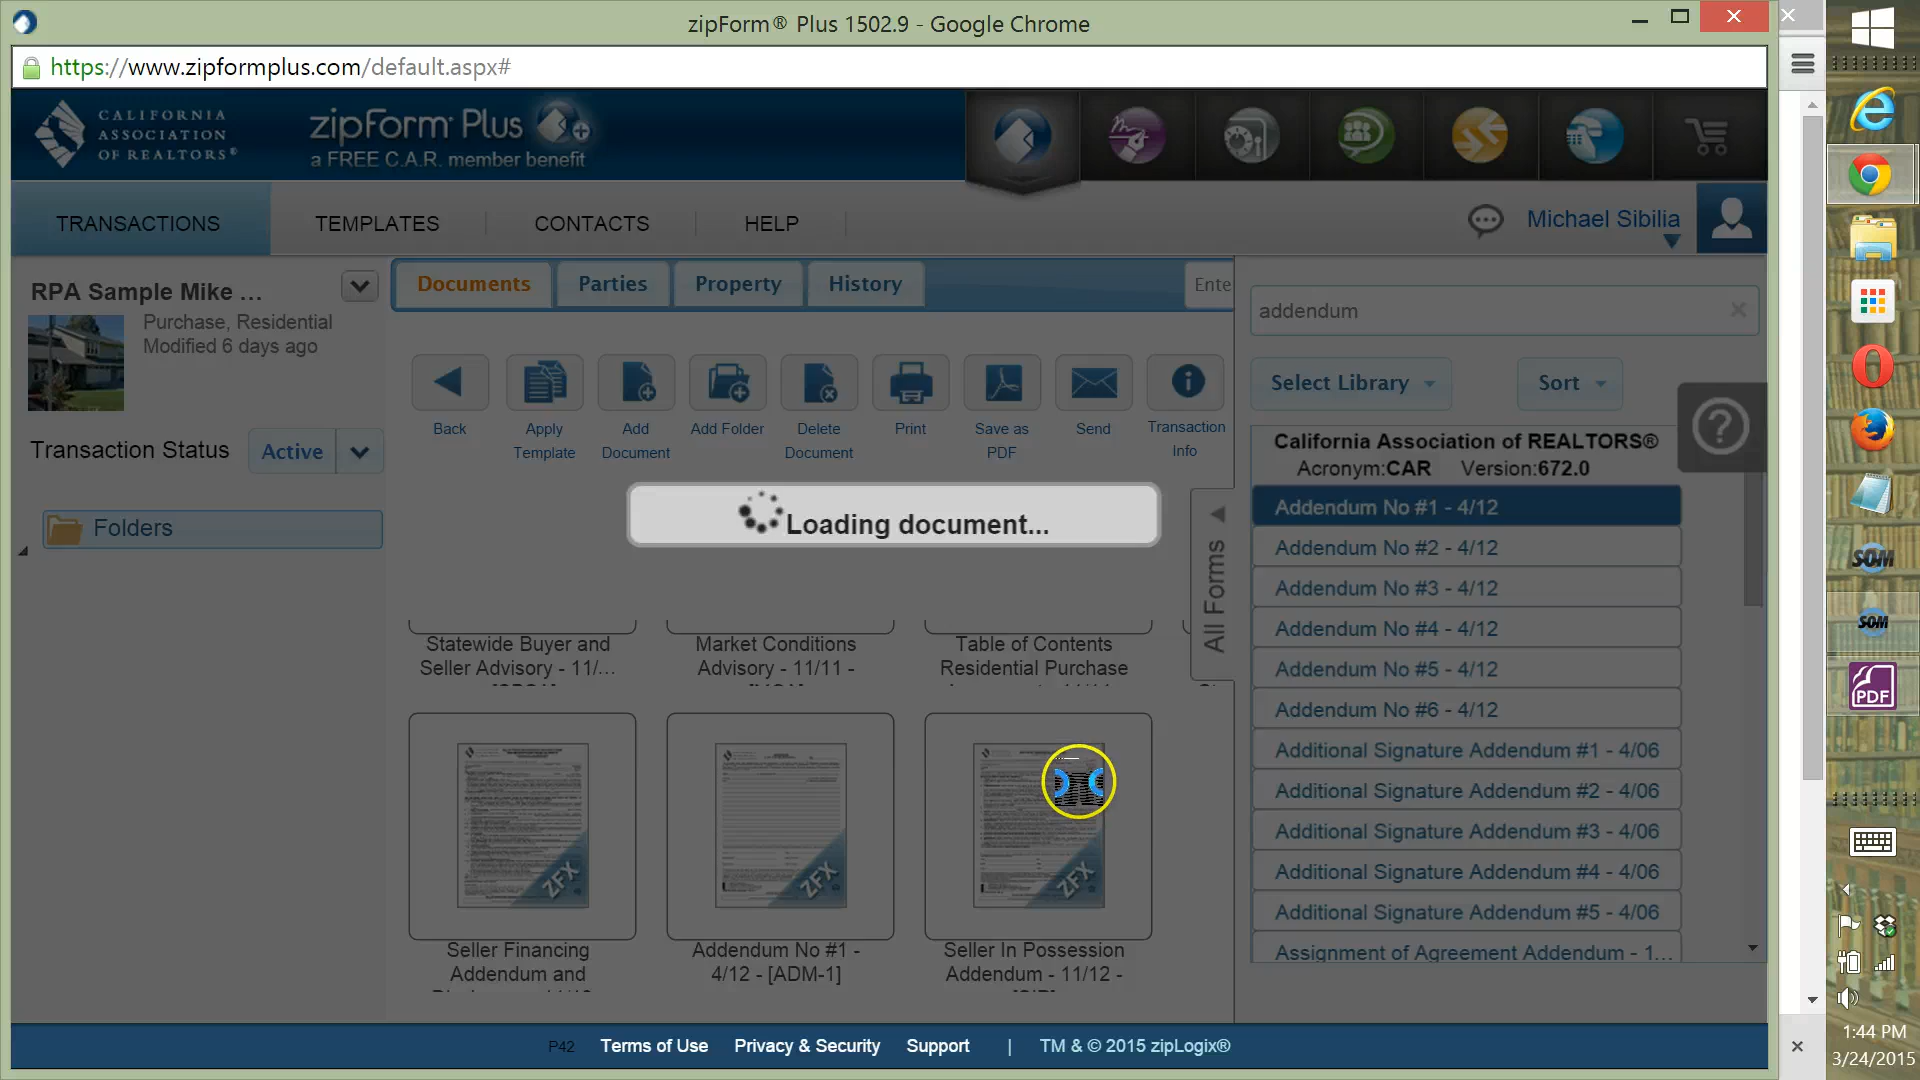 zipForm® Plus 1502.9 - Google Chrome
https://www.zipformplus.com/default.aspx#
CALIFORNIA
ASSOCIATION
OF REALTORS®
zipForm® Plus
a FREE C.A.R. member benefit
TRANSACTIONS
TEMPLATES
CONTACTS
HELP
Michael Sibilia
RPA Sample Mike ...
Purchase, Residential
Modified 6 days ago
Transaction Status
Active
Folders
Documents
Parties
Property
History
Ente
Back
Apply
Template
Add
Document
Add Folder
Delete
Document
Print
Save as
PDF
Send
Transaction
Info
Loading document...
Statewide Buyer and
Seller Advisory - 11/...
Market Conditions
Advisory - 11/11 -
Table of Contents
Residential Purchase
ZFX
ZFX
ZFX
Seller Financing
Addendum and
Addendum No #1 -
4/12 - [ADM-1]
Seller In Possession
Addendum - 11/12 -
All Forms
addendum
Select Library
Sort
California Association of REALTORS®
Acronym:CAR Version:672.0
Addendum No #1 - 4/12
Addendum No #2 - 4/12
Addendum No #3 - 4/12
Addendum No #4 - 4/12
Addendum No #5 - 4/12
Addendum No #6 - 4/12
Additional Signature Addendum #1 - 4/06
Additional Signature Addendum #2 - 4/06
Additional Signature Addendum #3 - 4/06
Additional Signature Addendum #4 - 4/06
Additional Signature Addendum #5 - 4/06
Assignment of Agreement Addendum - 1...
P42
Terms of Use
Privacy & Security
Support
|
TM & © 2015 zipLogix®
SOM
SOM
PDF
1:44 PM
3/24/2015